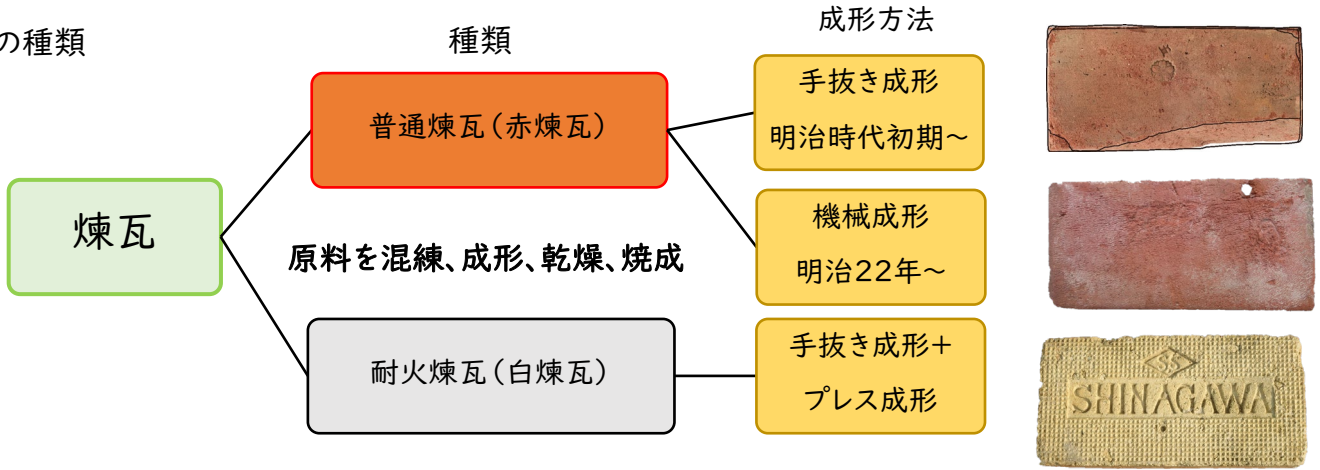 の種類
種類
成形方法
煉瓦
普通煉瓦(赤煉瓦)
手抜き成形
明治時代初期~
機械成形
明治22年~
原料を混練、成形、乾燥、焼成
耐火煉瓦(白煉瓦)
手抜き成形+
プレス成形
SHINAGAWA